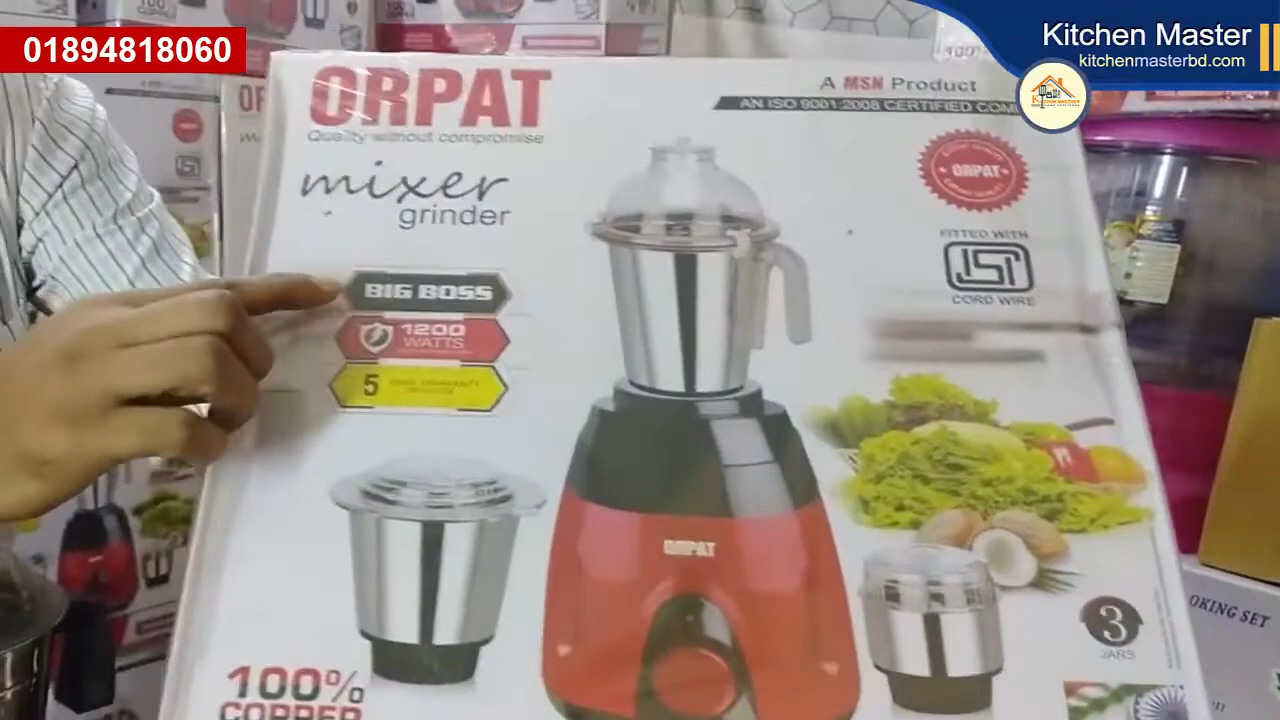 01894818060
Kitchen Master
kitchenmasterbd.com
ORPAT
Quality without compromise
mixer
grinder
A MSN Product
AN ISO 9001:2008 CERTIFIED COM
ORPAT
FITTED WITH
ISI
CORD WIRE
BIG BOSS
1200
WATTS
5
ORPAT
3
JARS
100%
COPPER
OKING SET